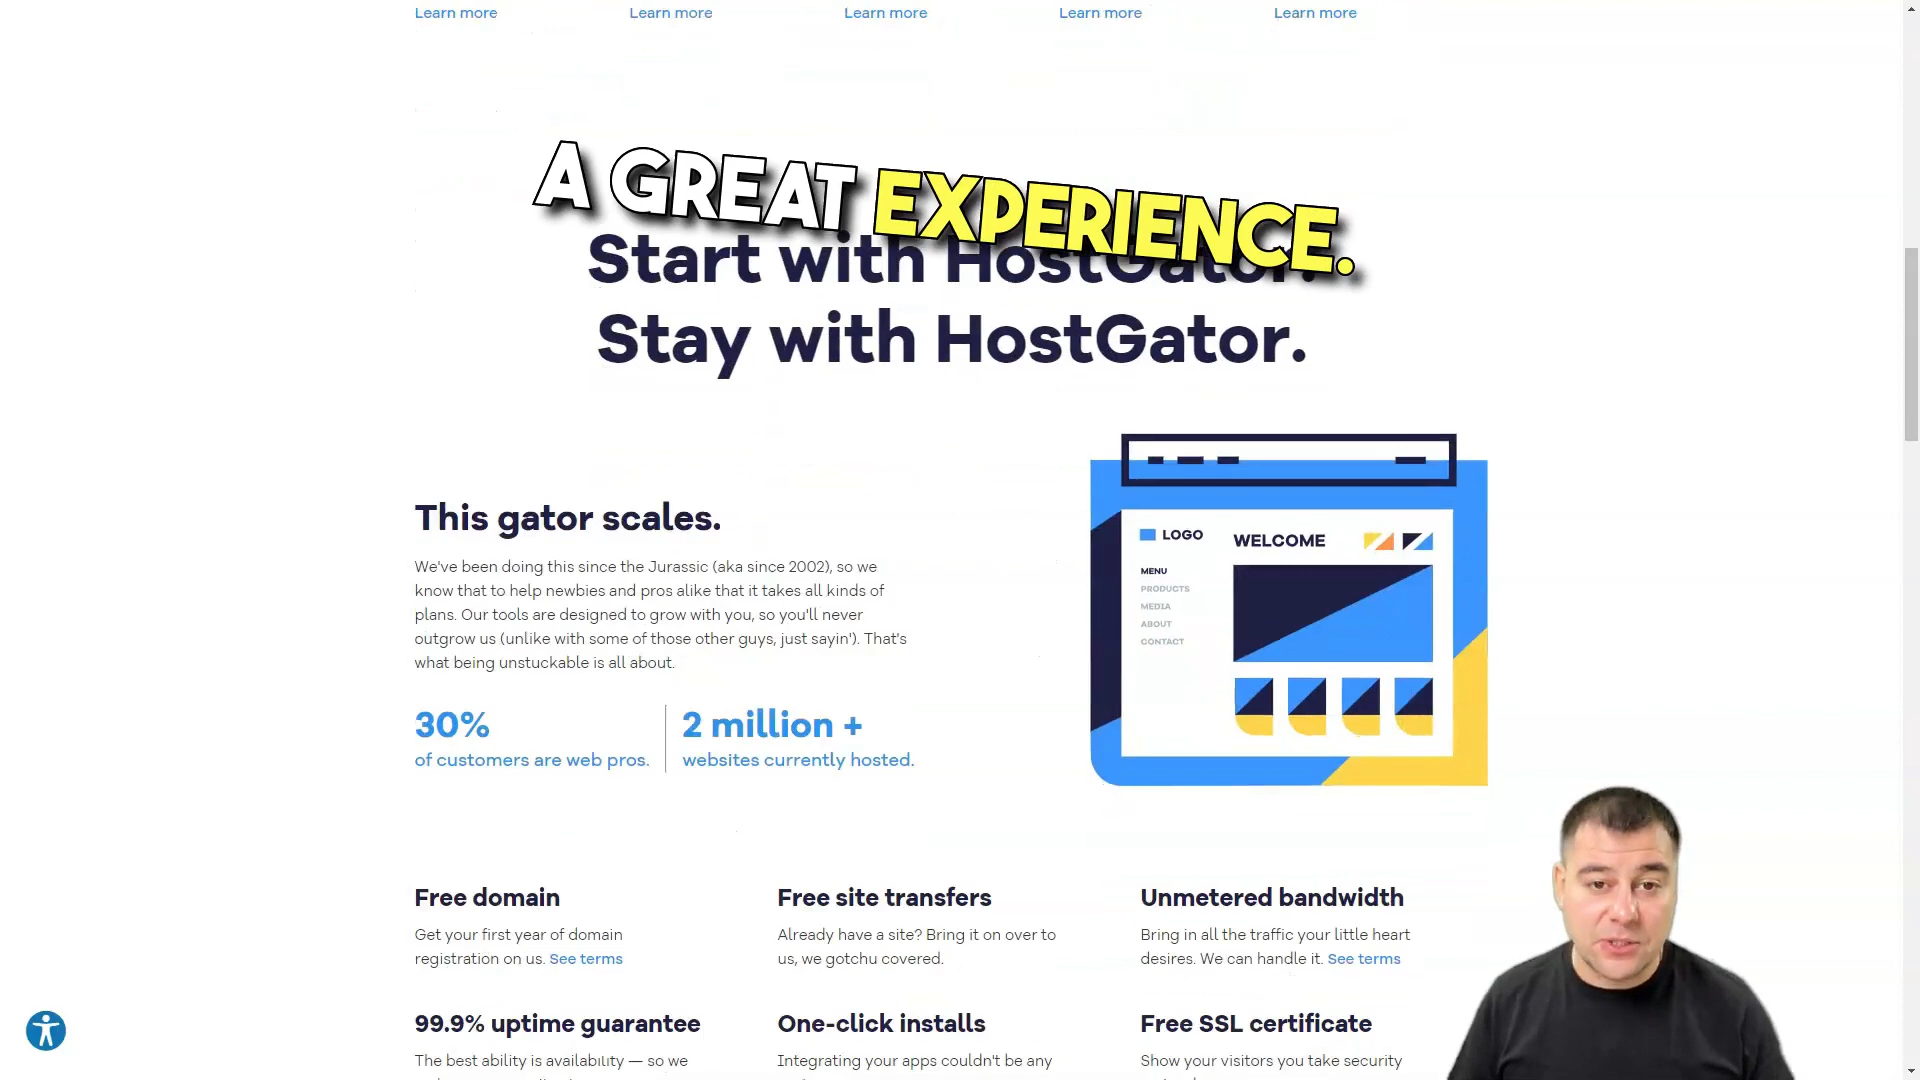 Learn more
Learn more
Learn more
Learn more
Learn more
A GREAT EXPERIENCE.
Start with HostGator.
Stay with HostGator.
This gator scales.
We've been doing this since the Jurassic (aka since 2002), so we
know that to help newbies and pros alike that it takes all kinds of
plans. Our tools are designed to grow with you, so you'll never
outgrow us (unlike with some of those other guys, just sayin'). That's
what being unstuckable is all about.
30%
of customers are web pros.
2 million +
websites currently hosted.
LOGO
WELCOME
MENU
PRODUCTS
MEDIA
ABOUT
CONTACT
Free domain
Get your first year of domain
registration on us. See terms
Free site transfers
Already have a site? Bring it on over to
us, we gotchu covered.
Unmetered bandwidth
Bring in all the traffic your little heart
desires. We can handle it. See terms
99.9% uptime guarantee
The best ability is availability — so we
One-click installs
Integrating your apps couldn't be any
Free SSL certificate
Show your visitors you take security